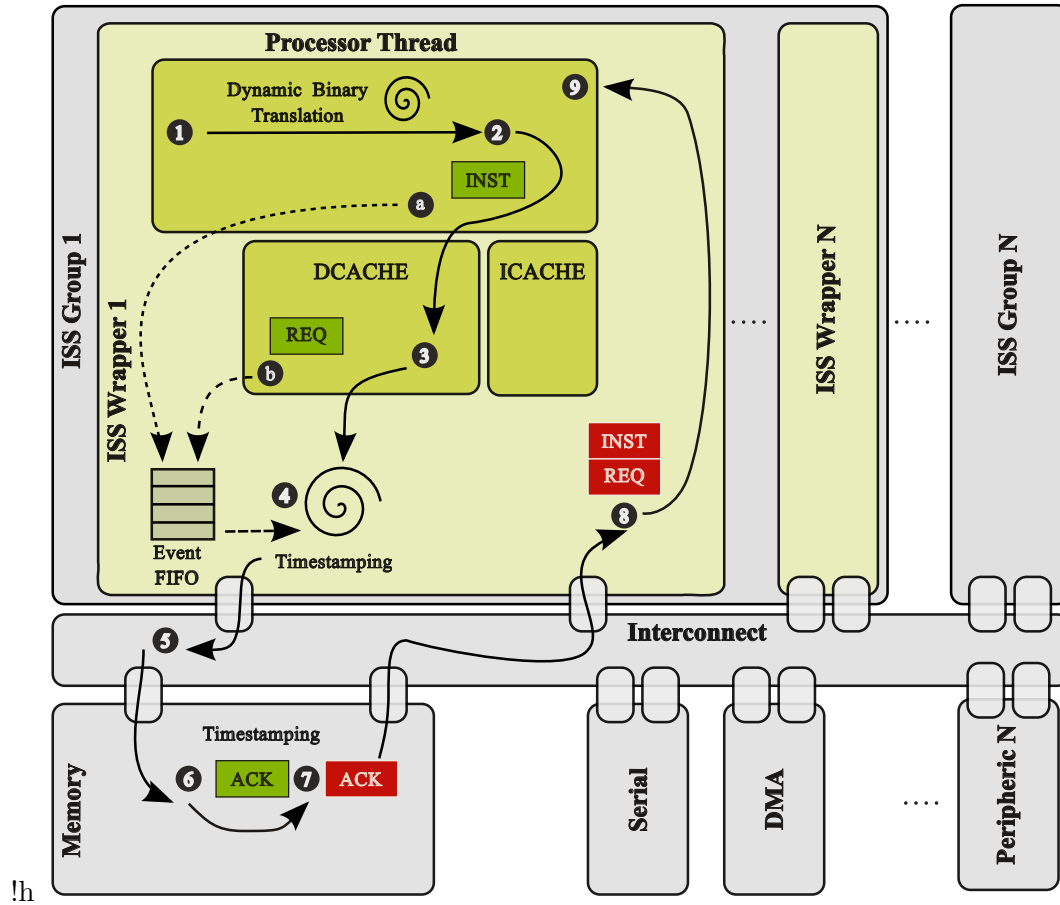 Processor Thread
Dynamic Binary
Translation
1
2
9
INST
a
DCACHE
ICACHE
REQ
3
b
ISS Group 1
ISS Wrapper 1
ISS Wrapper N
ISS Group N
....
....
INST
REQ
4
8
Event
FIFO
Timestamping
5
Interconnect
Timestamping
6
ACK
7
ACK
Memory
Serial
DMA
....
Peripheric N
!h